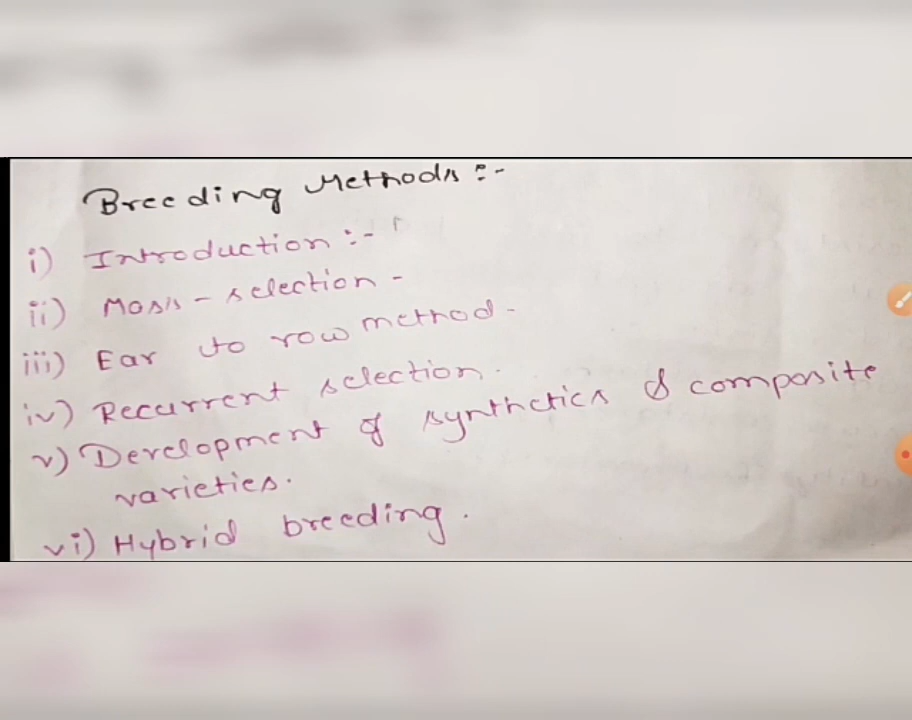 Breeding Methods :-
i) Introduction :-
ii) Mass - selection -
iii) Ear to row method -
iv) Recurrent selection.
v) Development of synthetics & composite
varieties.
vi) Hybrid breeding.